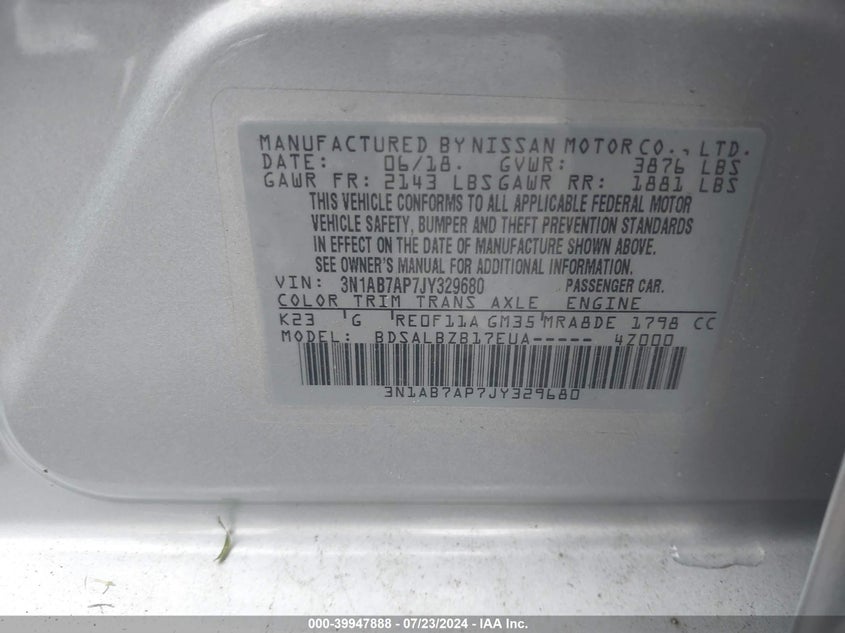 MANUFACTURED BY NISSAN MOTOR CO., LTD.
DATE: 06/18. GVWR: 3876 LBS
GAWR FR: 2143 LBS GAWR RR: 1881 LBS
THIS VEHICLE CONFORMS TO ALL APPLICABLE FEDERAL MOTOR
VEHICLE SAFETY, BUMPER AND THEFT PREVENTION STANDARDS
IN EFFECT ON THE DATE OF MANUFACTURE SHOWN ABOVE.
SEE OWNER'S MANUAL FOR ADDITIONAL INFORMATION.
VIN: 3N1AB7AP7JY329680 PASSENGER CAR.
COLOR TRIM TRANS AXLE ENGINE
K23 G RE0F11A GM35 MRA8DE 1798 CC
MODEL: BDSALBZB17EUA----- 4Z000
3N1AB7AP7JY329680
000-39947888 - 07/23/2024 - IAA Inc.